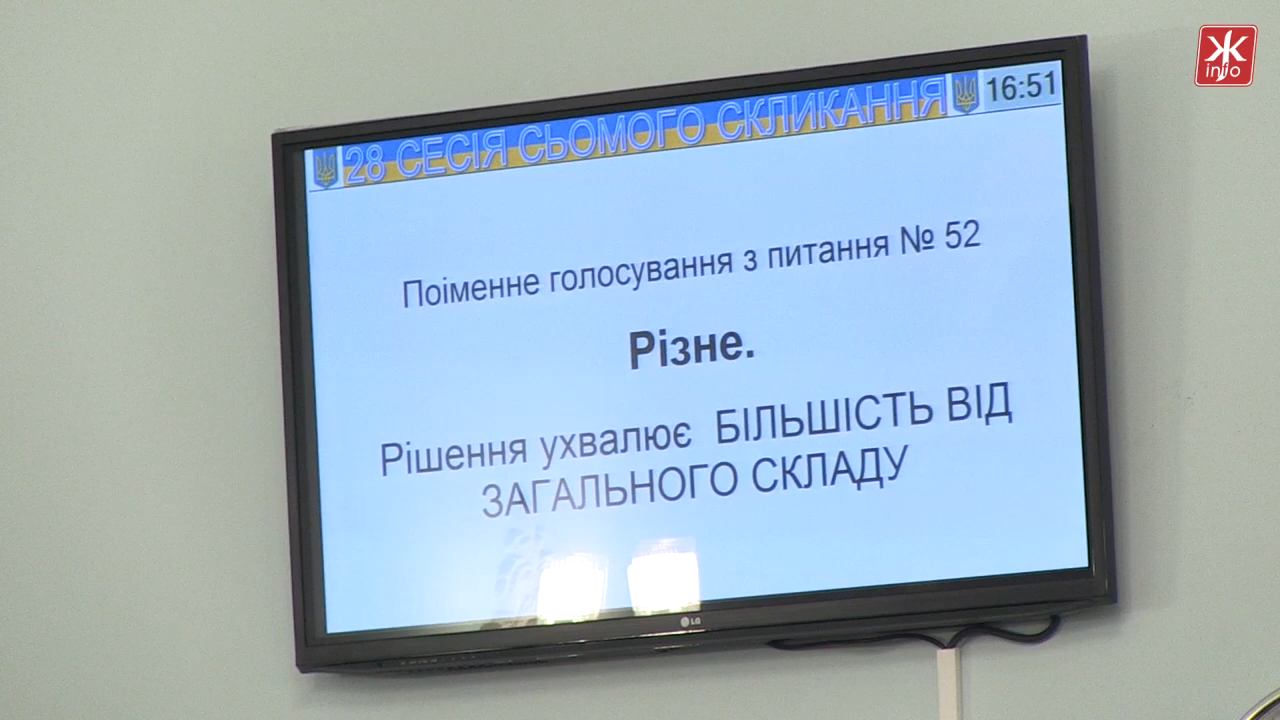 Ж info
28 СЕСІЯ СЬОМОГО СКЛИКАННЯ 16:51
Поіменне голосування з питання № 52
Різне.
Рішення ухвалює БІЛЬШІСТЬ ВІД
ЗАГАЛЬНОГО СКЛАДУ
LG